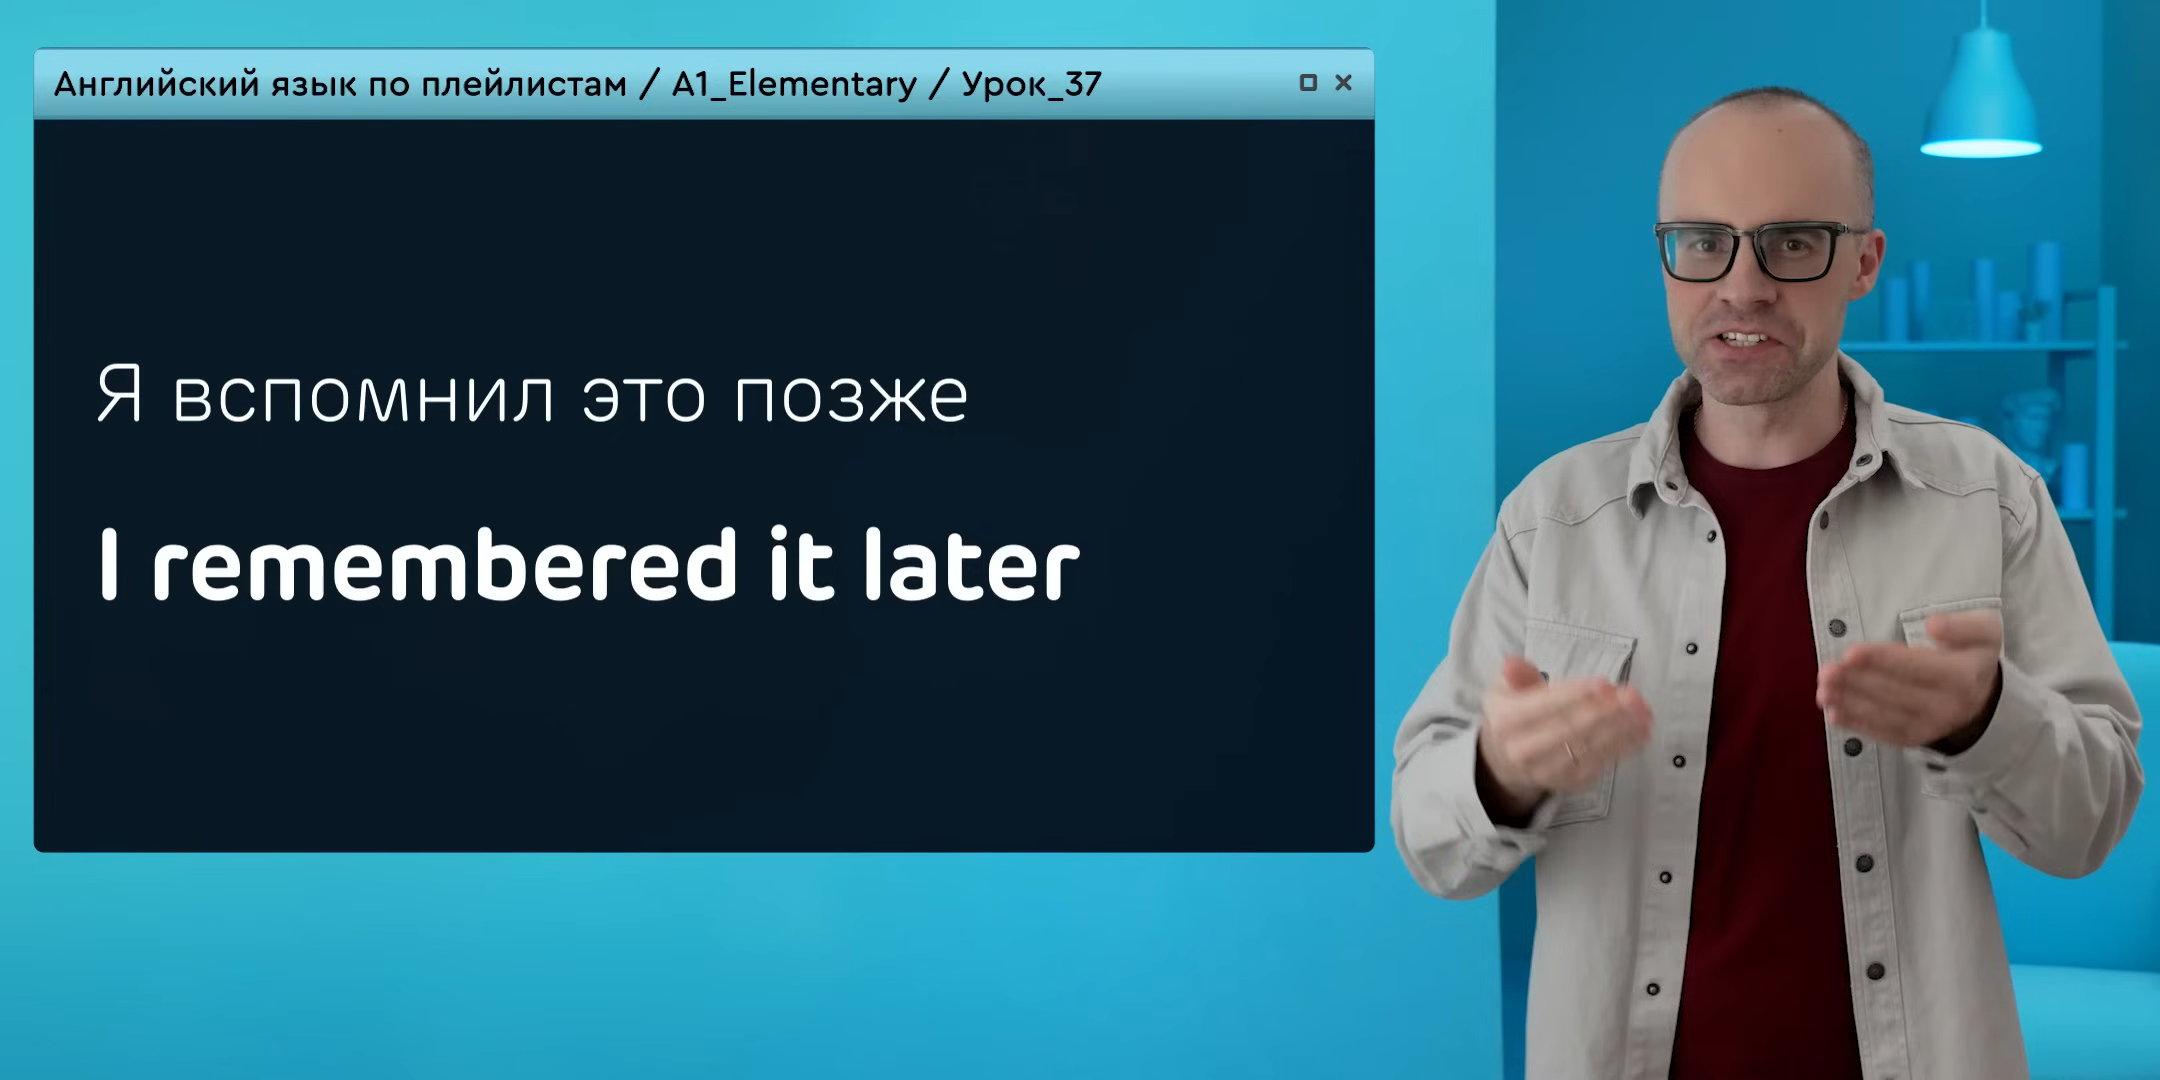 Английский язык по плейлистам / A1_Elementary / Урок_37
Я вспомнил это позже
I remembered it later